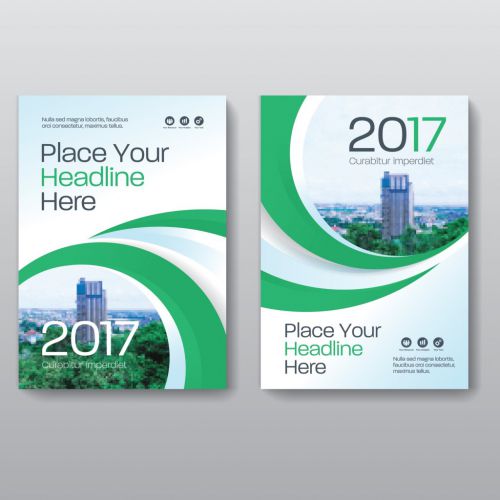 Nulla sed magna lobortis, faucibus
orci consectetur, maximus tellus.
Place Your
Headline
Here
2017
Curabitur Imperdiet
2017
Curabitur Imperdiet
Place Your
Headline
Here
Nulla sed magna lobortis, faucibus
orci consectetur, maximus tellus.